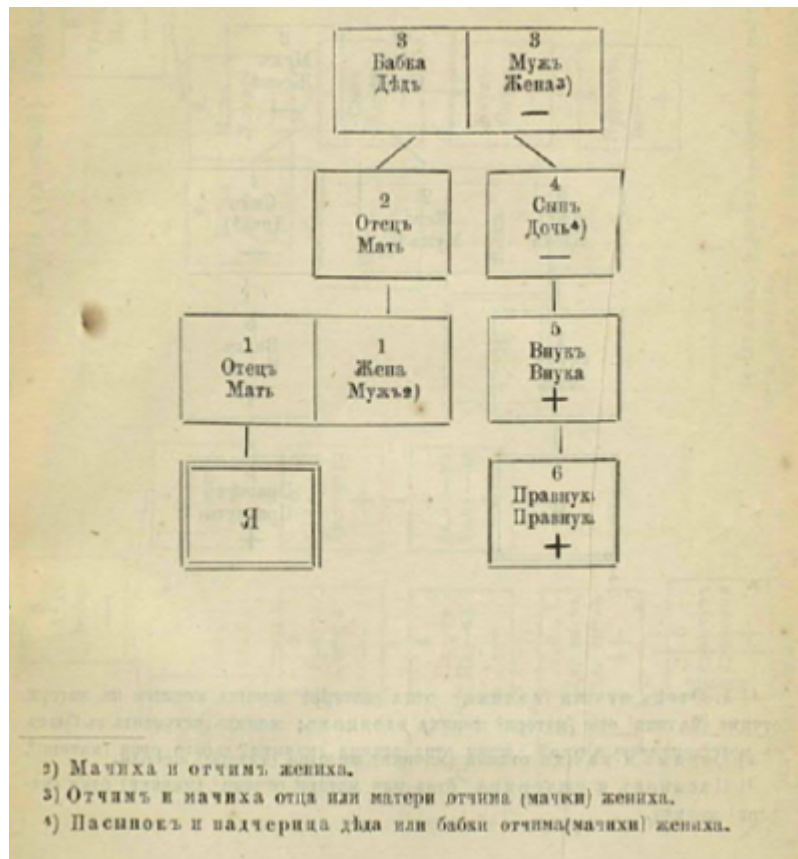 3
Бабка
Дѣдъ
3
Мужъ
Жена3)
—
2
Отецъ
Мать
4
Сынъ
Дочь4)
—
1
Отецъ
Мать
1
Жена
Мужъ2)
5
Внукъ
Внука
+
Я
6
Правнукъ
Правнука
+
2) Мачиха и отчимъ жениха.
3) Отчимъ и мачиха отца или матери отчима (мачихи) жениха.
4) Пасынокъ и падчерица дѣда или бабки отчима(мачихи) жениха.